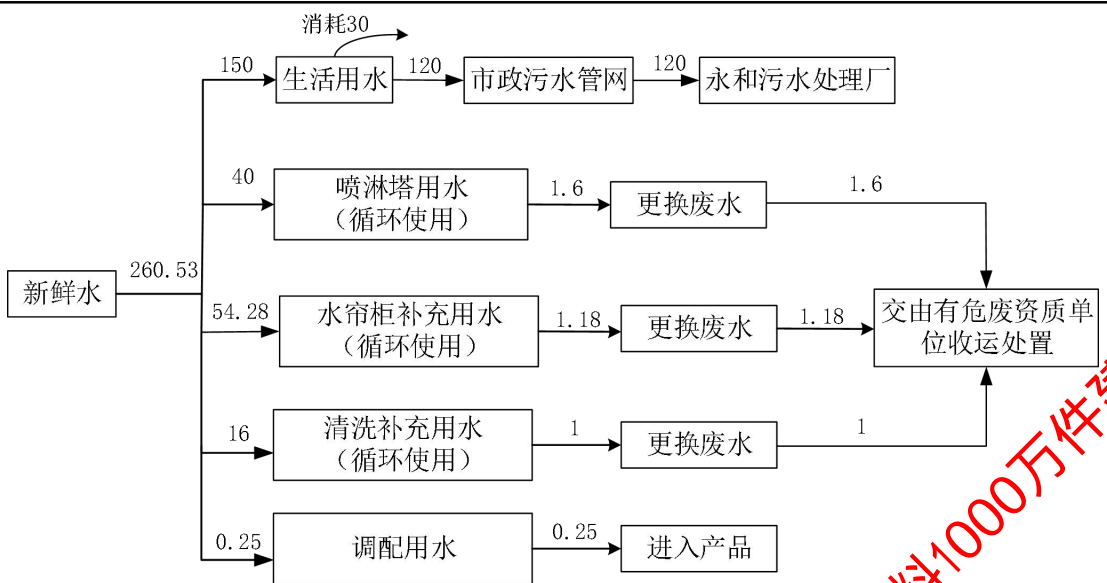 消耗30
150
生活用水
120
市政污水管网
120
永和污水处理厂
40
喷淋塔用水
（循环使用）
1.6
更换废水
1.6
新鲜水
260.53
54.28
水帘柜补充用水
（循环使用）
1.18
更换废水
1.18
交由有危废资质单
位收运处置
16
清洗补充用水
（循环使用）
1
更换废水
1
0.25
调配用水
0.25
进入产品
料1000万件